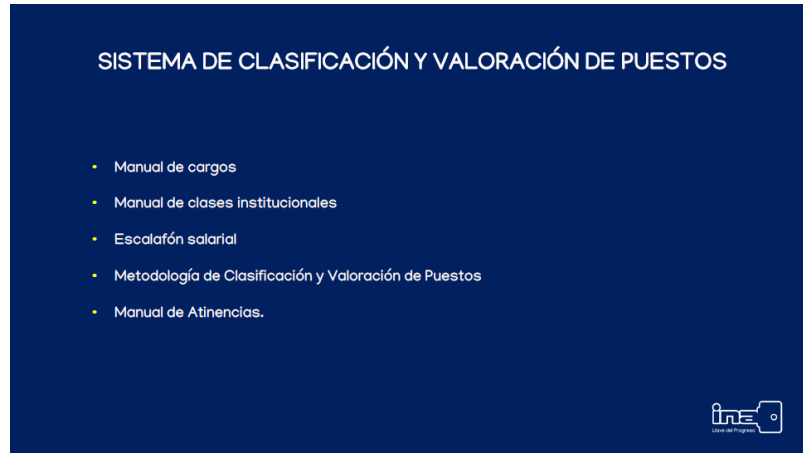 SISTEMA DE CLASIFICACIÓN Y VALORACIÓN DE PUESTOS
• Manual de cargos
• Manual de clases institucionales
• Escalafón salarial
• Metodología de Clasificación y Valoración de Puestos
• Manual de Atinencias.
ina
Llave del Progreso